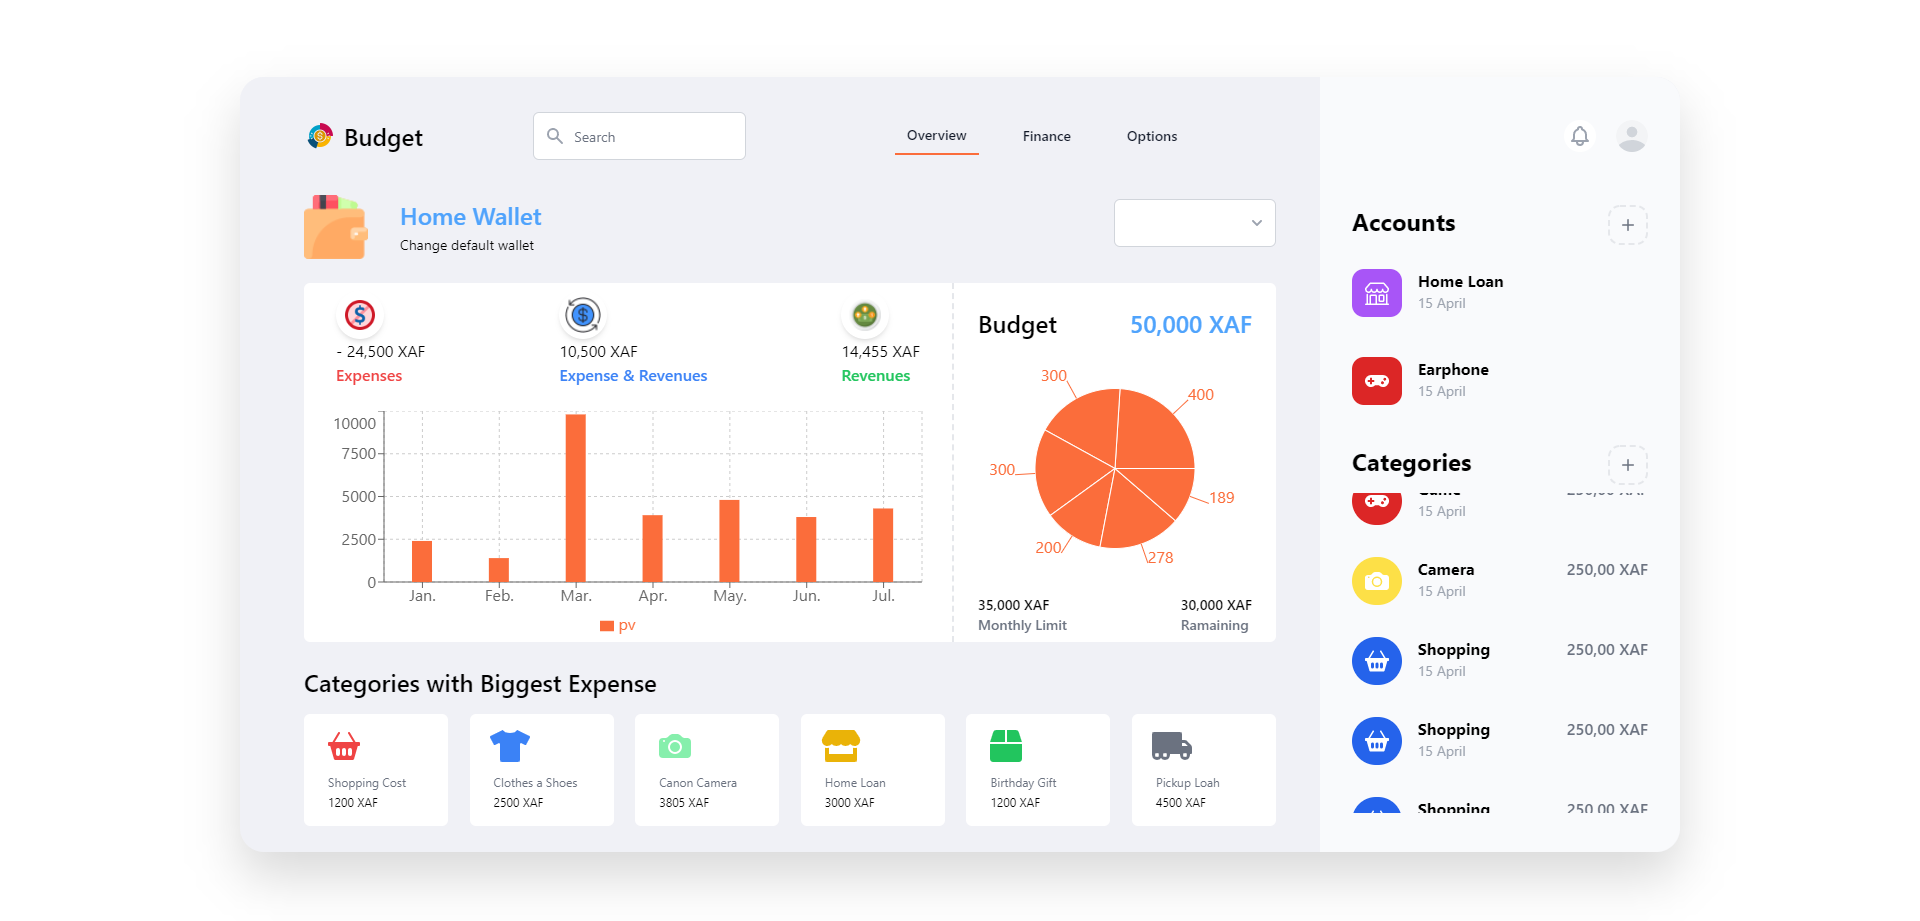 Budget
Search
Overview
Finance
Options
Home Wallet
Change default wallet
- 24,500 XAF
Expenses
10,500 XAF
Expense & Revenues
14,455 XAF
Revenues
10000
7500
5000
2500
0
Jan.
Feb.
Mar.
Apr.
May.
Jun.
Jul.
pv
Budget
50,000 XAF
300
400
300
189
200
278
35,000 XAF
Monthly Limit
30,000 XAF
Ramaining
Categories with Biggest Expense
Shopping Cost
1200 XAF
Clothes a Shoes
2500 XAF
Canon Camera
3805 XAF
Home Loan
3000 XAF
Birthday Gift
1200 XAF
Pickup Loah
4500 XAF
Accounts
Home Loan
15 April
Earphone
15 April
Categories
Game
250,00 XAF
15 April
Camera
250,00 XAF
15 April
Shopping
250,00 XAF
15 April
Shopping
250,00 XAF
15 April
Shopping
250,00 XAF